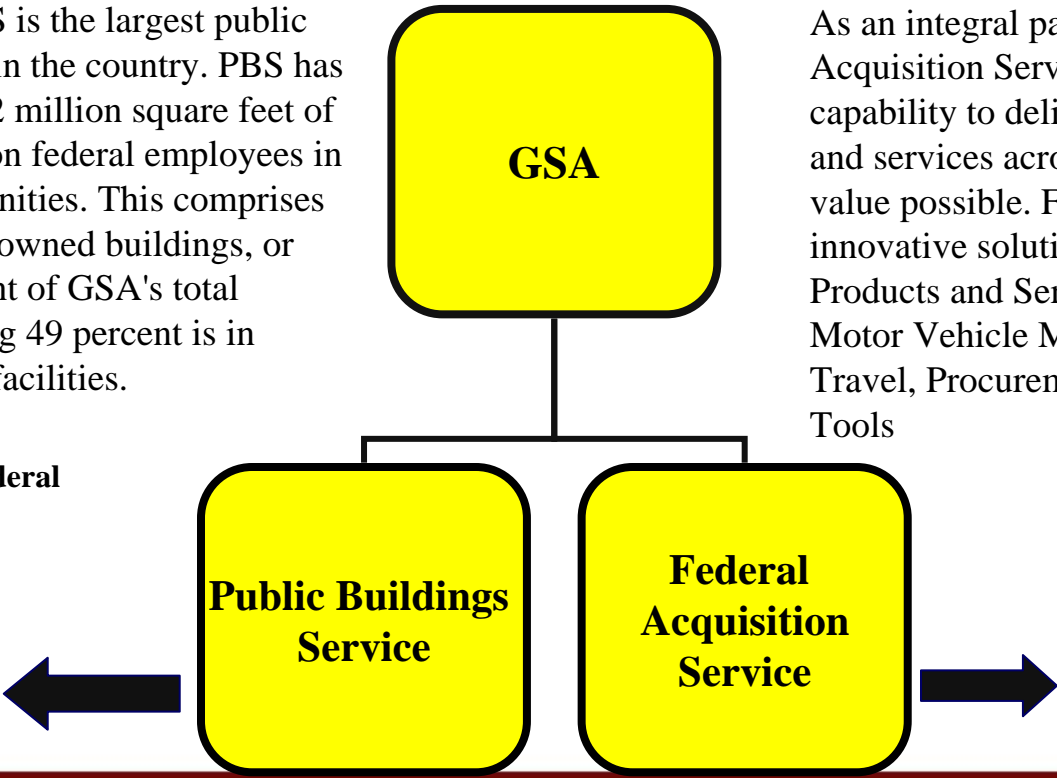 S is the largest public
in the country. PBS has
2 million square feet of
on federal employees in
nities. This comprises
owned buildings, or
nt of GSA's total
g 49 percent is in
facilities.
deral
GSA
Public Buildings
Service
Federal
Acquisition
Service
As an integral pa
Acquisition Serv
capability to deli
and services acro
value possible. F
innovative soluti
Products and Ser
Motor Vehicle M
Travel, Procurem
Tools